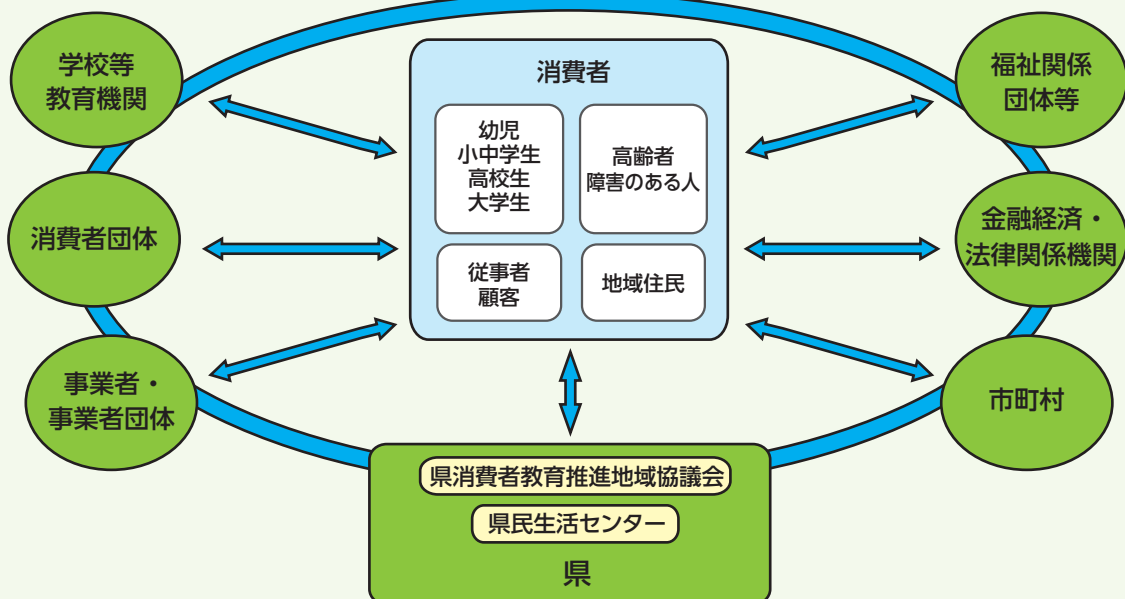 学校等
教育機関
消費者団体
事業者・
事業者団体
消費者
幼児
小中学生
高校生
大学生
高齢者
障害のある人
従事者
顧客
地域住民
福祉関係
団体等
金融経済・
法律関係機関
市町村
県消費者教育推進地域協議会
県民生活センター
県